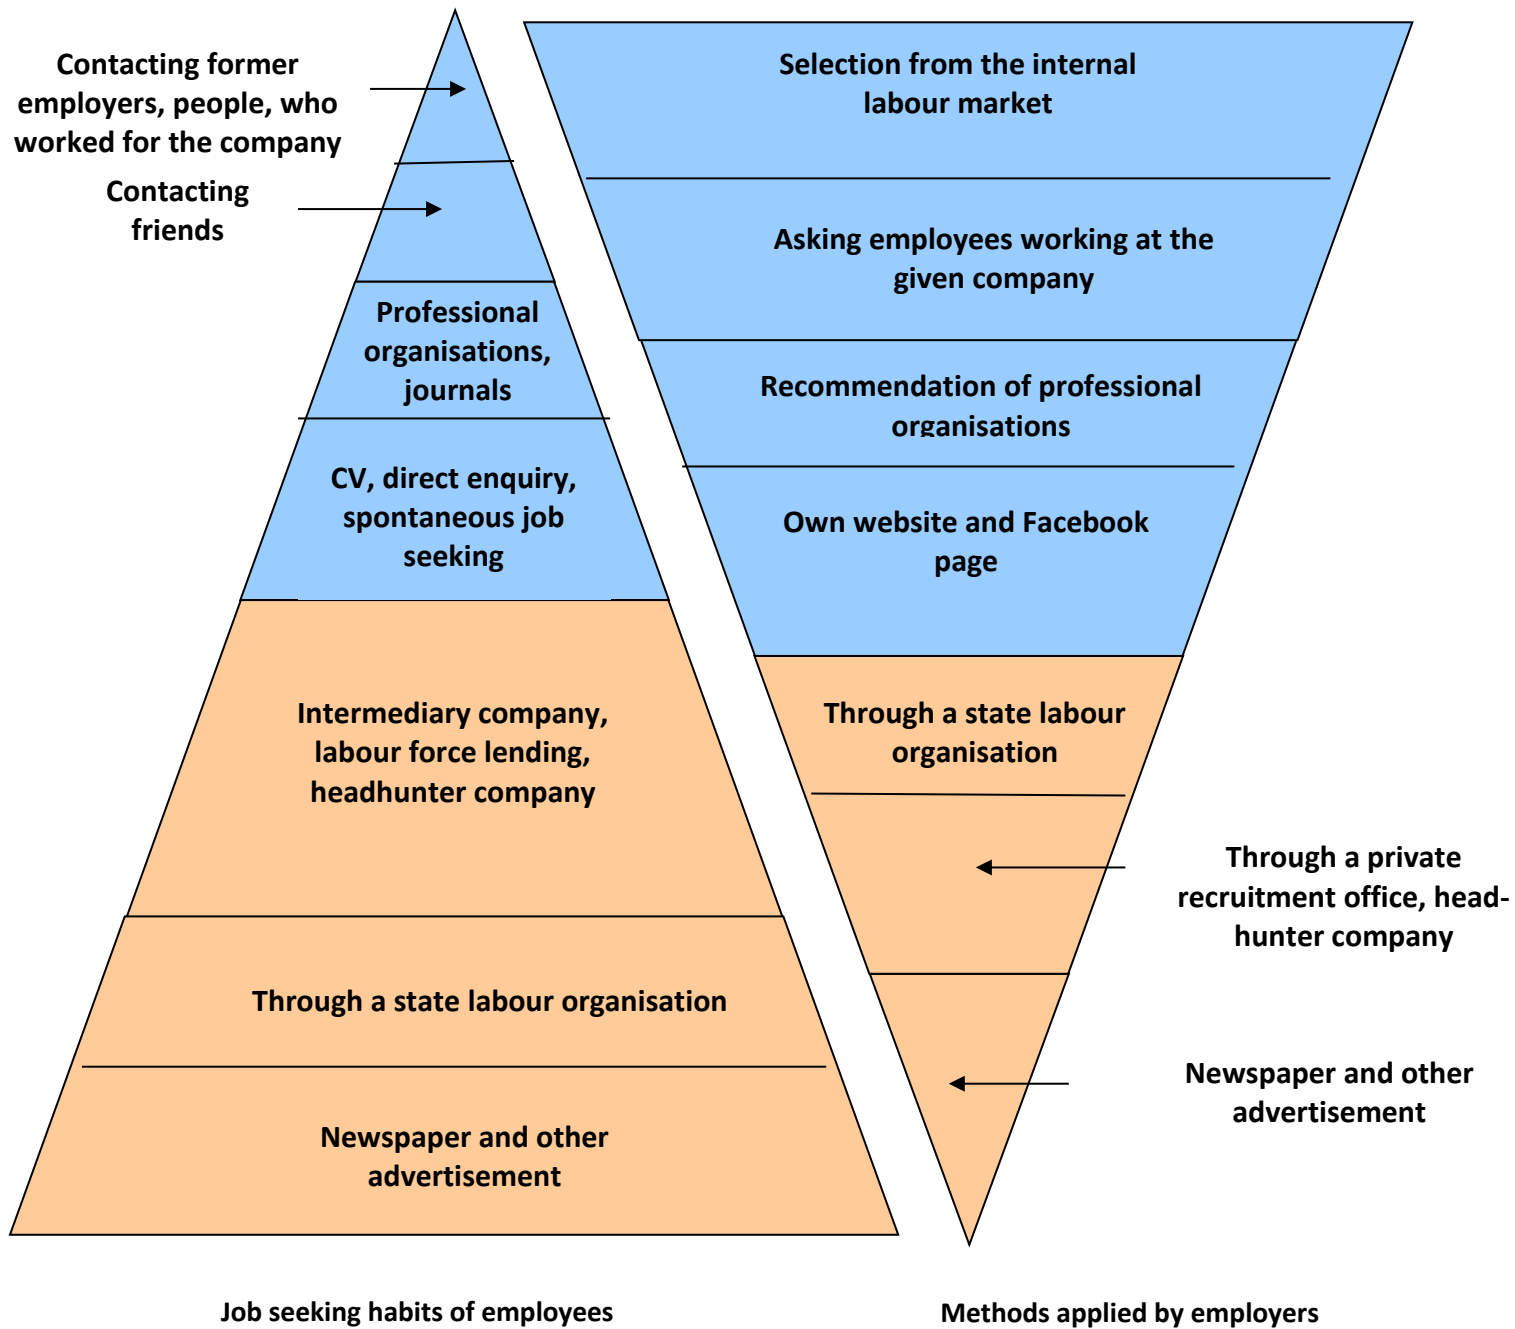 Contacting former
employers, people, who
worked for the company
Contacting
friends
Professional
organisations,
journals
CV, direct enquiry,
spontaneous job
seeking
Intermediary company,
labour force lending,
headhunter company
Through a state labour organisation
Newspaper and other
advertisement
Job seeking habits of employees
Selection from the internal
labour market
Asking employees working at the
given company
Recommendation of professional
organisations
Own website and Facebook
page
Through a state labour
organisation
Through a private
recruitment office, head-
hunter company
Newspaper and other
advertisement
Methods applied by employers